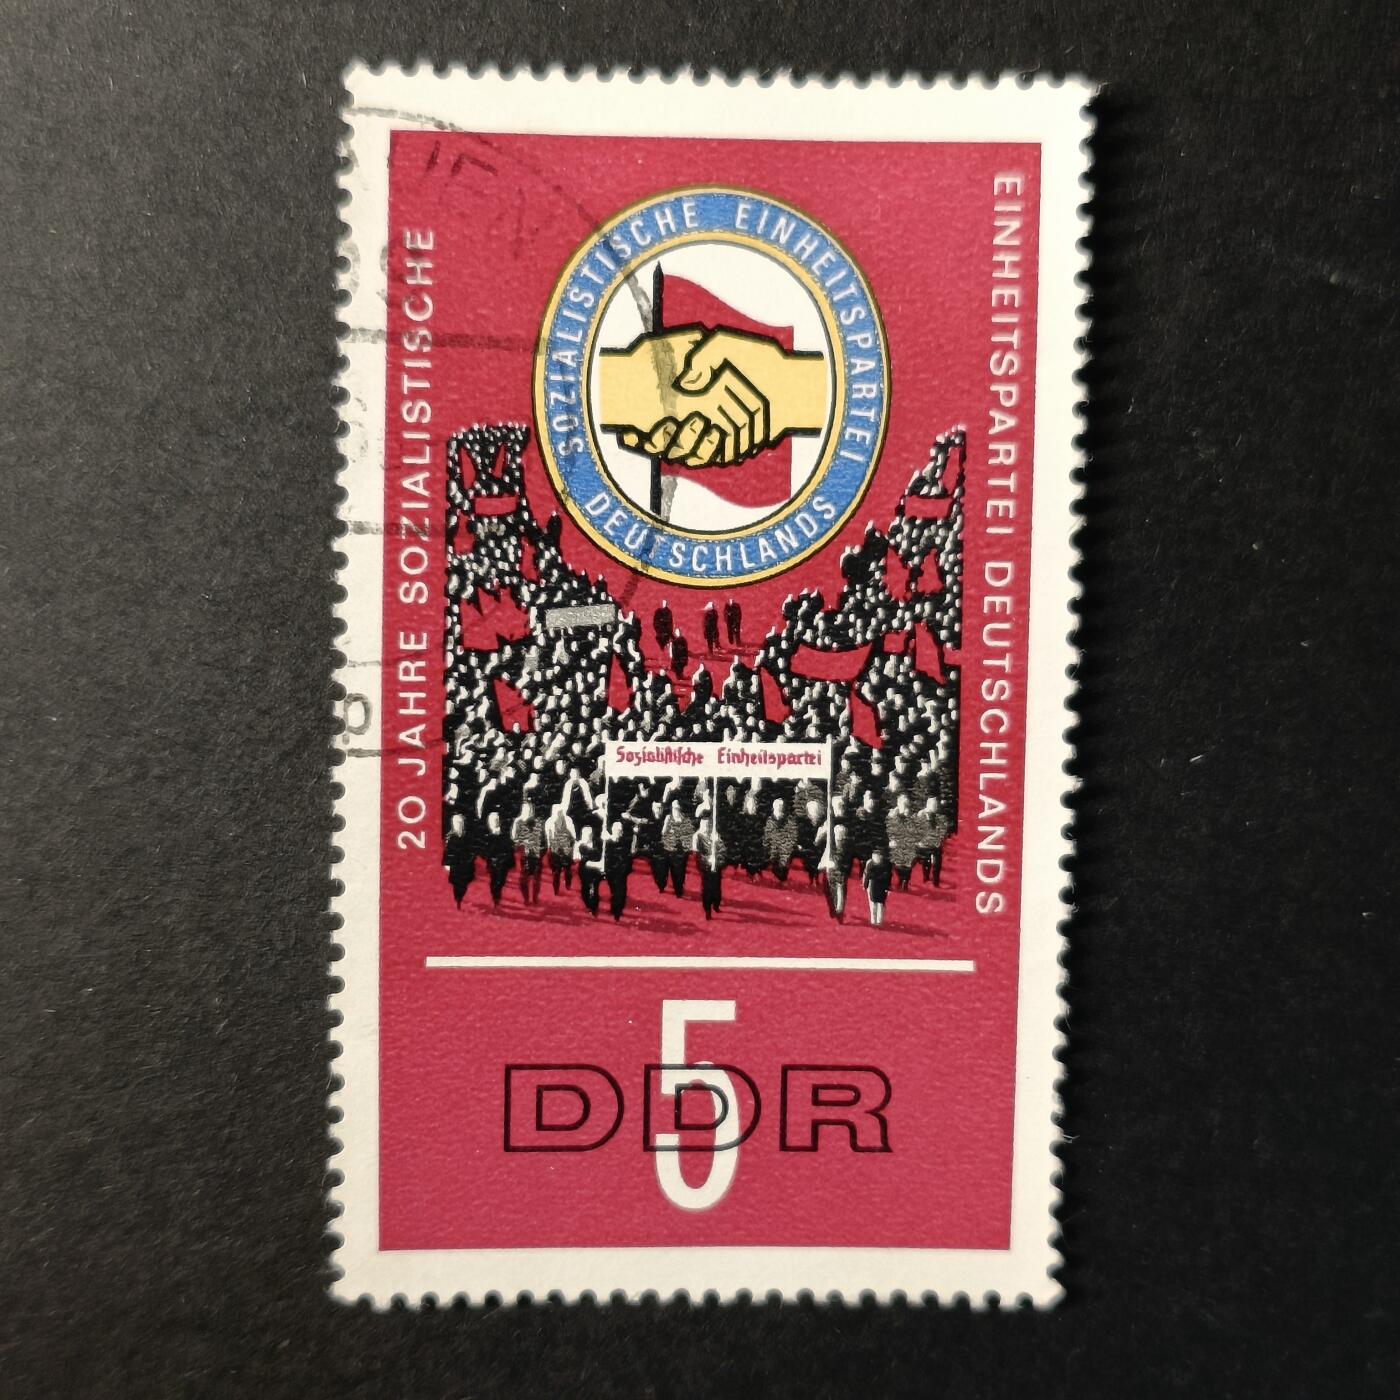 20 JAHRE SOZIALISTISCHE
EINHEITSPARTEI DEUTSCHLANDS
SOZIALISTISCHE EINHEITSPARTEI
DEUTSCHLANDS
Sozialistische Einheitspartei
5
DDR